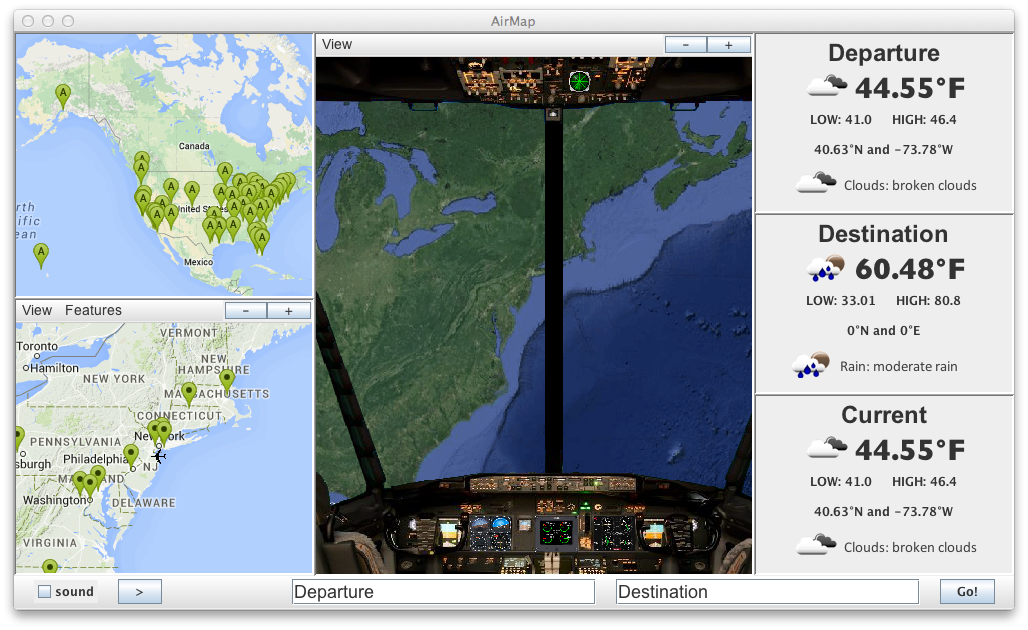 AirMap
A
Canada
United States
Mexico
View Features
-
+
VERMONT
Toronto
NEW
HAMPSHIRE
Hamilton
NEW YORK
MASSACHUSETTS
CONNECTICUT
PENNSYLVANIA
New York
Philadelphia
NJ
MARYLAND
Washington
DELAWARE
VIRGINIA
View
-
+
Departure
44.55°F
LOW: 41.0 HIGH: 46.4
40.63°N and -73.78°W
Clouds: broken clouds
Destination
60.48°F
LOW: 33.01 HIGH: 80.8
0°N and 0°E
Rain: moderate rain
Current
44.55°F
LOW: 41.0 HIGH: 46.4
40.63°N and -73.78°W
Clouds: broken clouds
sound
>
Departure
Destination
Go!